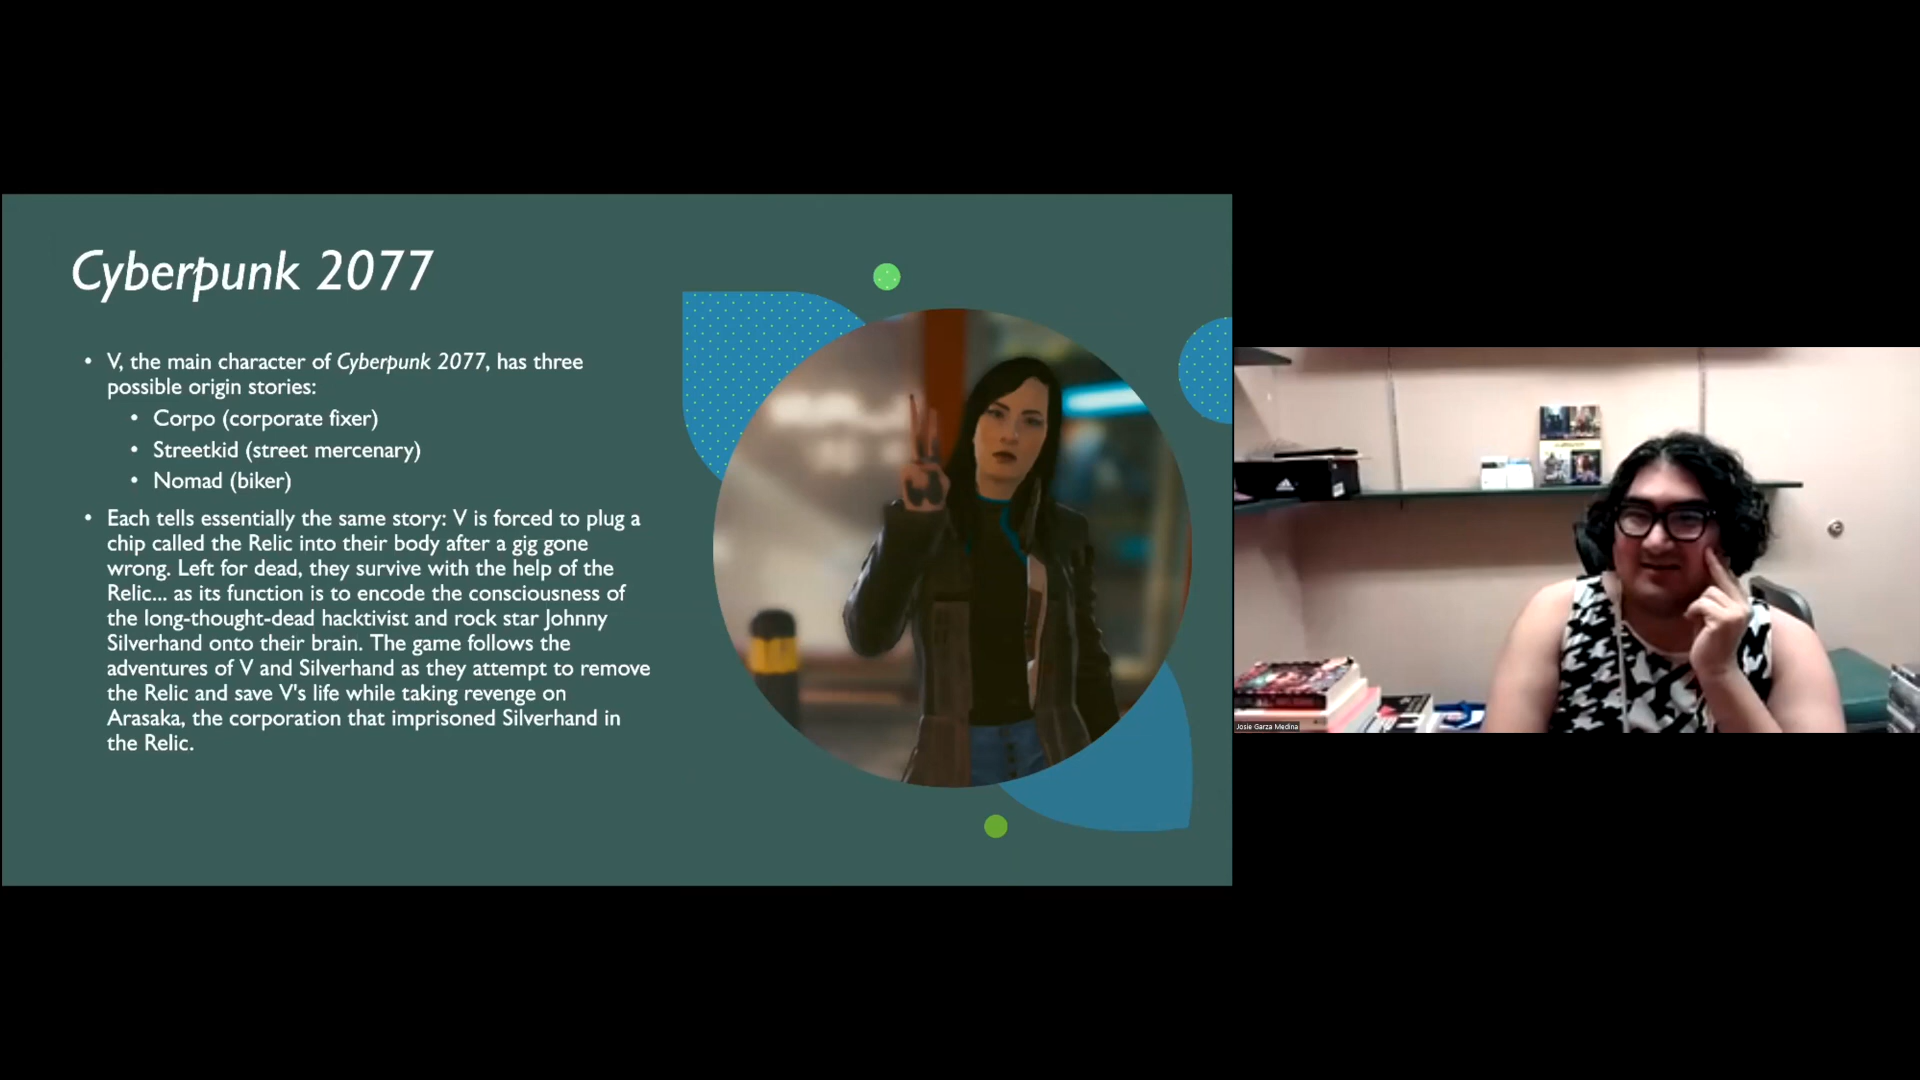 Cyberpunk 2077
• V, the main character of Cyberpunk 2077, has three
possible origin stories:
• Corpo (corporate fixer)
• Streetkid (street mercenary)
• Nomad (biker)
• Each tells essentially the same story: V is forced to plug a
chip called the Relic into their body after a gig gone
wrong. Left for dead, they survive with the help of the
Relic... as its function is to encode the consciousness of
the long-thought-dead hacktivist and rock star Johnny
Silverhand onto their brain. The game follows the
adventures of V and Silverhand as they attempt to remove
the Relic and save V's life while taking revenge on
Arasaka, the corporation that imprisoned Silverhand in
the Relic.
adidas
Josie Garza Medina